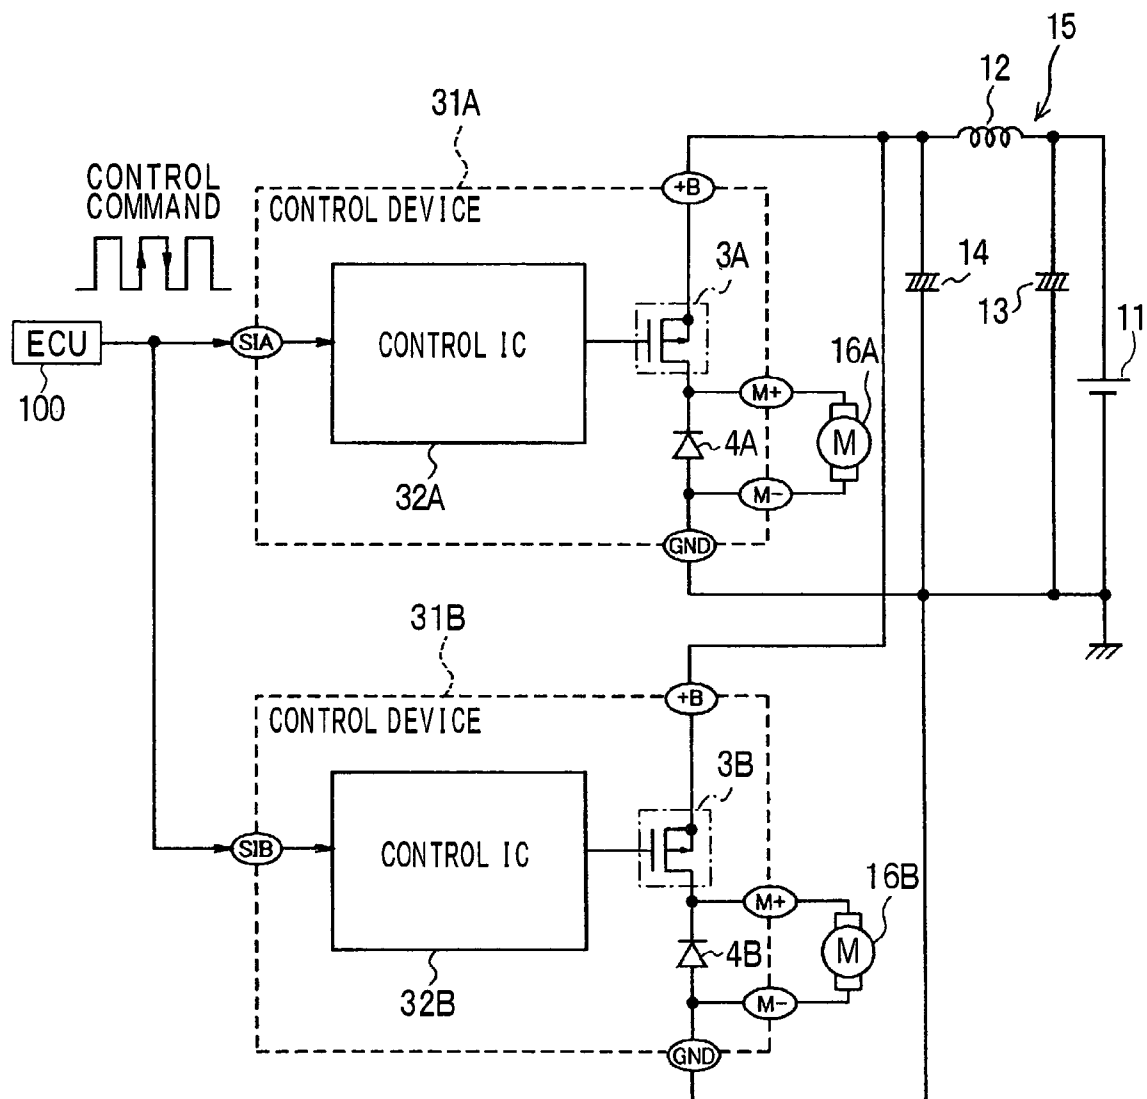 15
12
31A
+B
CONTROL
COMMAND
CONTROL DEVICE
3A
14
13
11
ECU
SIA
CONTROL IC
16A
100
M+
M
4A
32A
M-
GND
31B
+B
CONTROL DEVICE
3B
SIB
CONTROL IC
16B
M+
M
4B
32B
M-
GND